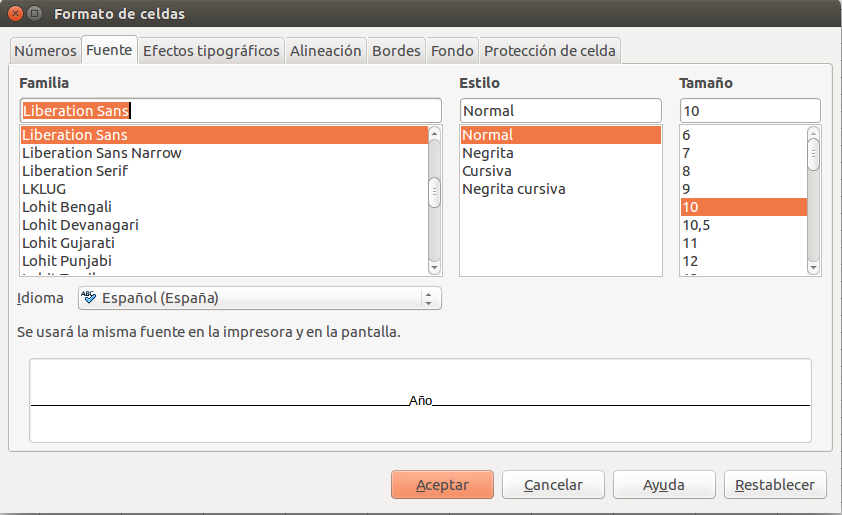 Formato de celdas
Números Fuente Efectos tipográficos Alineación Bordes Fondo Protección de celda
Familia Estilo Tamaño
Liberation Sans Normal 10
Liberation Sans Normal 6
Liberation Sans Narrow Negrita 7
Liberation Serif Cursiva 8
LKLUG Negrita cursiva 9
Lohit Bengali 10
Lohit Devanagari 10,5
Lohit Gujarati 11
Lohit Punjabi 12
Idioma ABC Español (España)
Se usará la misma fuente en la impresora y en la pantalla.
Año
Aceptar Cancelar Ayuda Restablecer